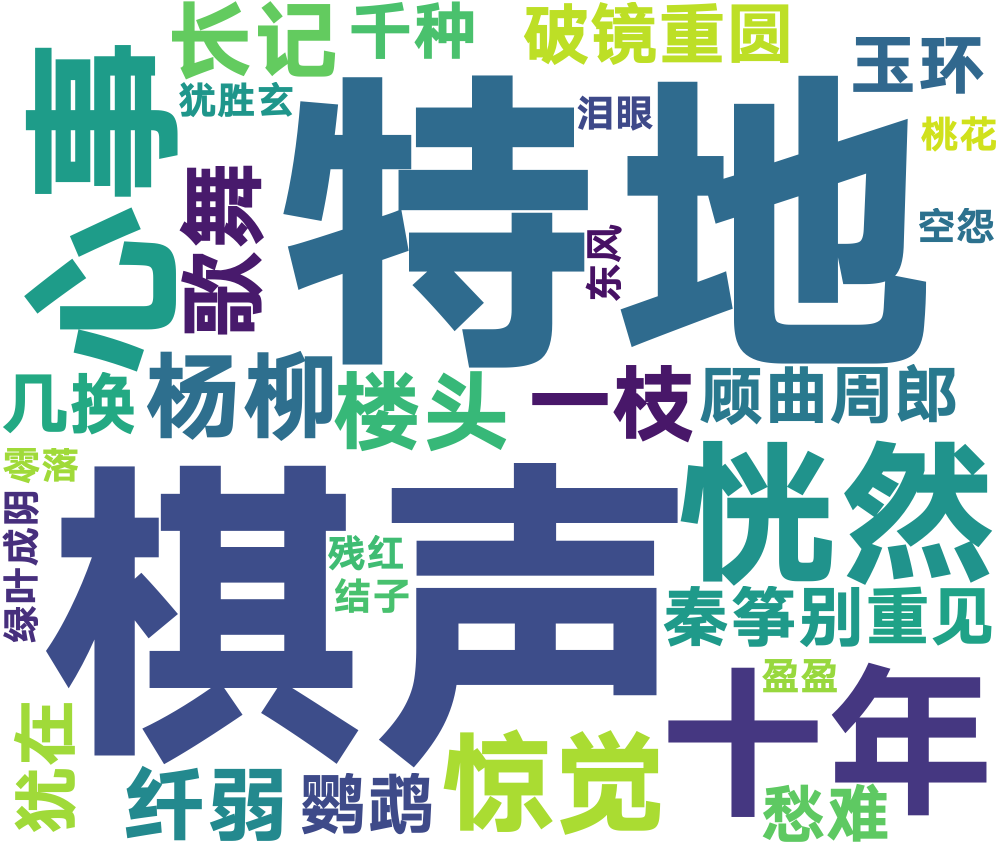 长记
千种
破镜重圆
玉环
犹胜玄
泪眼
桃花
心事
特地
歌舞
空怨
东风
几换
杨柳
楼头
一枝
顾曲周郎
零落
恍然
棋声
绿叶成阴
残红
结子
秦筝别重见
盈盈
十年
犹在
纤弱
鹦鹉
惊觉
愁难